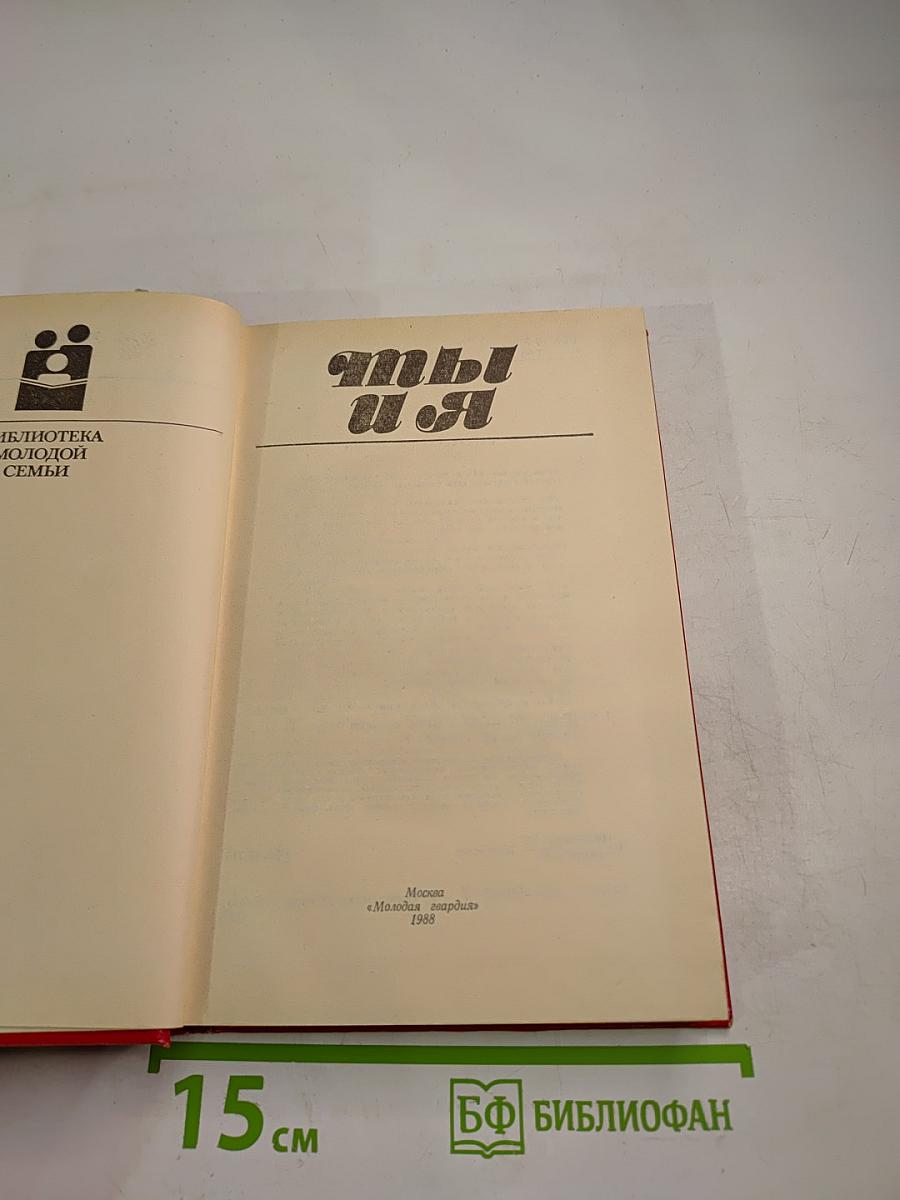 ИБЛИОТЕКА
МОЛОДОЙ
СЕМЬИ
ТЫ
И Я
Москва
«Молодая гвардия»
1988
15 см
БФ БИБЛИОФАН